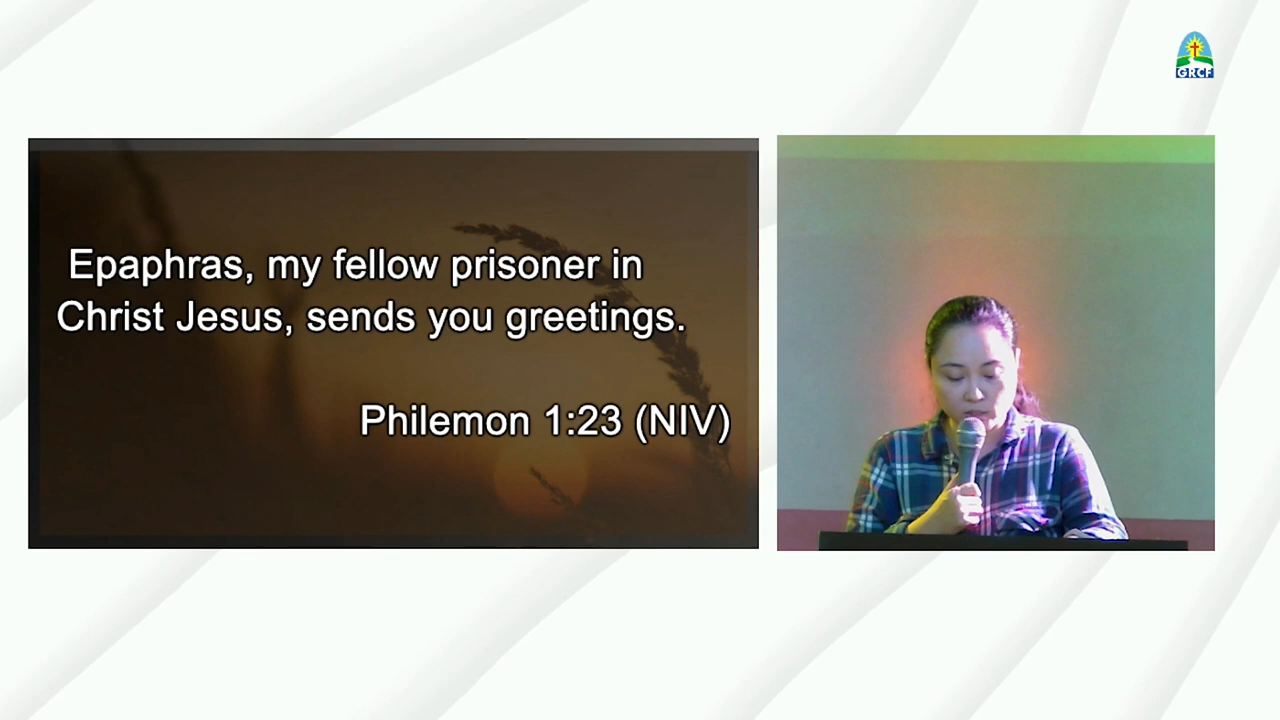 GRCF
Epaphras, my fellow prisoner in
Christ Jesus, sends you greetings.
Philemon 1:23 (NIV)